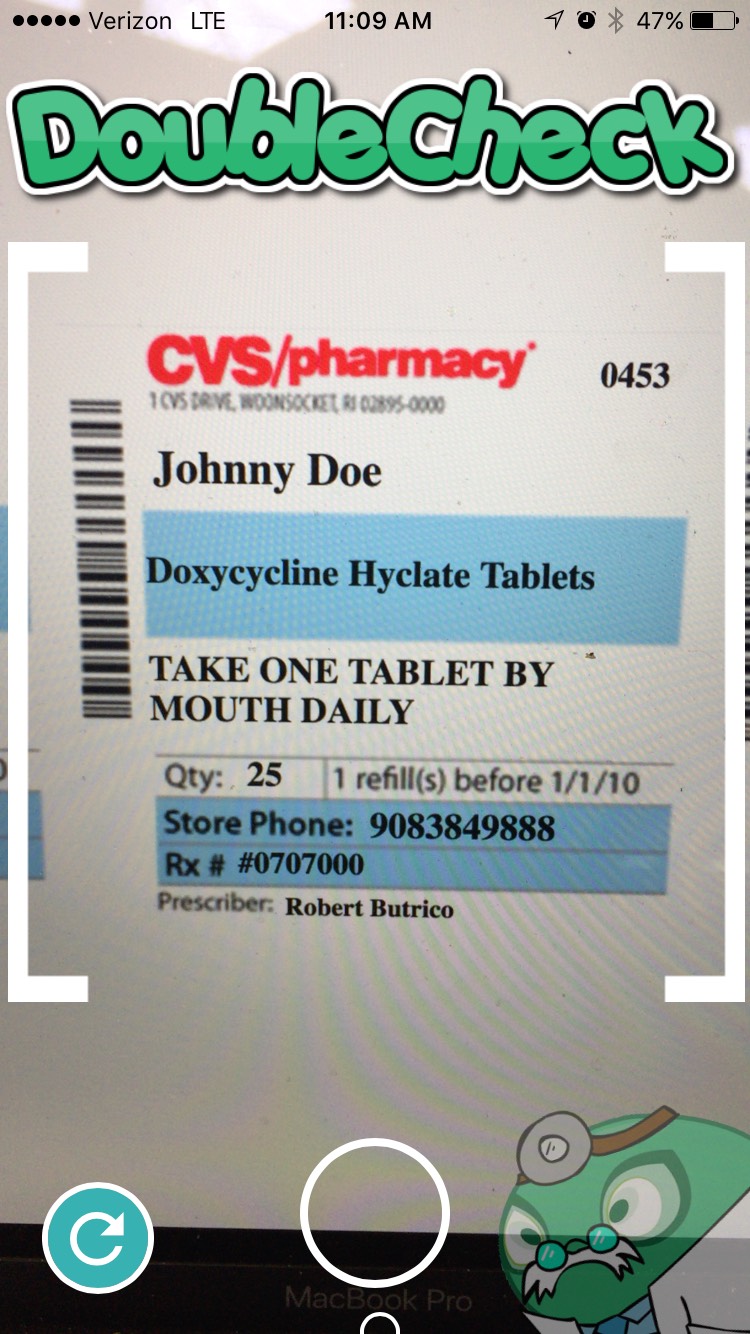 Verizon LTE 11:09 AM 47%
DoubleCheck
CVS/pharmacy
0453
1 CVS DRIVE, WOONSOCKET, RI 02895-0000
Johnny Doe
Doxycycline Hyclate Tablets
TAKE ONE TABLET BY
MOUTH DAILY
Qty: 25 1 refill(s) before 1/1/10
Store Phone: 9083849888
Rx # #0707000
Prescriber: Robert Butrico
MacBook Pro